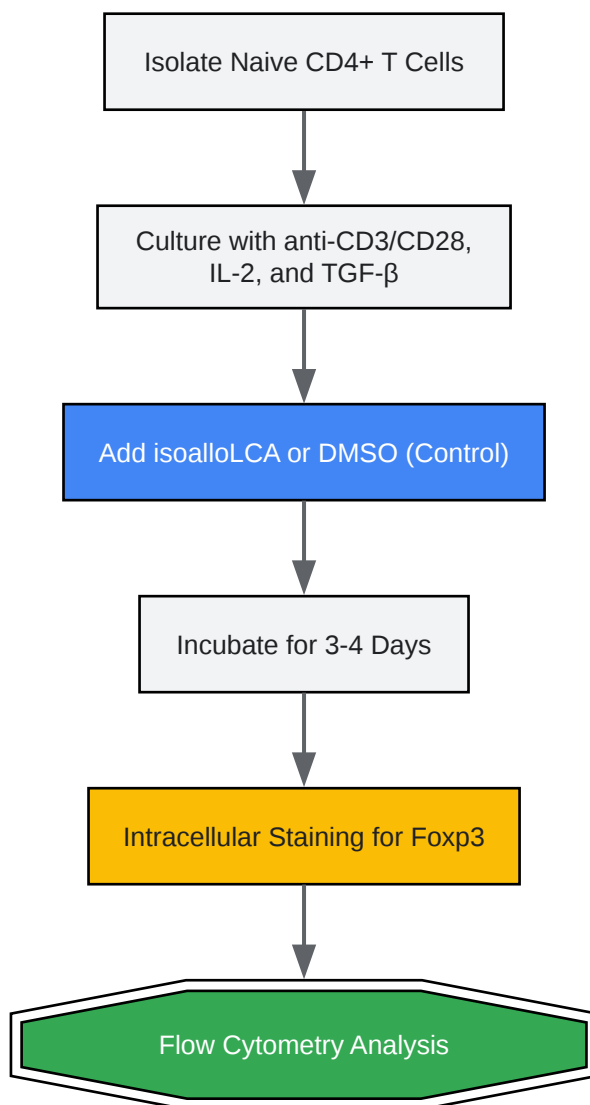 Isolate Naive CD4+ T Cells
Culture with anti-CD3/CD28,
IL-2, and TGF-β
Add isoalloLCA or DMSO (Control)
Incubate for 3-4 Days
Intracellular Staining for Foxp3
Flow Cytometry Analysis